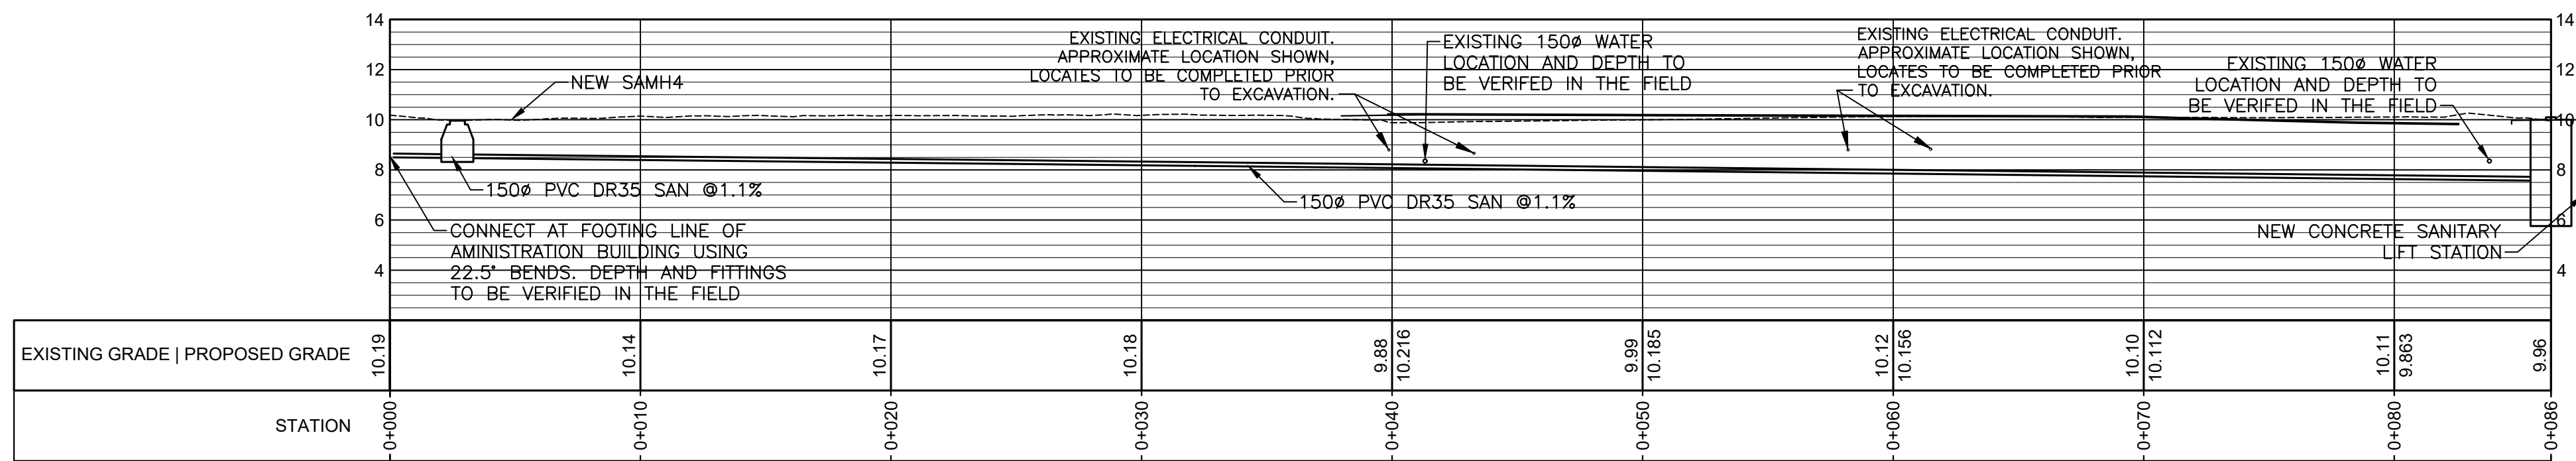 14
12
10
8
6
4
NEW SAMH4
150ø PVC DR35 SAN @1.1%
CONNECT AT FOOTING LINE OF
AMINISTRATION BUILDING USING
22.5° BENDS. DEPTH AND FITTINGS
TO BE VERIFIED IN THE FIELD
EXISTING ELECTRICAL CONDUIT.
APPROXIMATE LOCATION SHOWN,
LOCATES TO BE COMPLETED PRIOR
TO EXCAVATION.
EXISTING 150ø WATER
LOCATION AND DEPTH TO
BE VERIFED IN THE FIELD
150ø PVC DR35 SAN @1.1%
EXISTING ELECTRICAL CONDUIT.
APPROXIMATE LOCATION SHOWN,
LOCATES TO BE COMPLETED PRIOR
TO EXCAVATION.
EXISTING 150ø WATER
LOCATION AND DEPTH TO
BE VERIFED IN THE FIELD
NEW CONCRETE SANITARY
LIFT STATION
14
12
10
8
6
4
EXISTING GRADE | PROPOSED GRADE
10.19
10.14
10.17
10.18
9.88
10.216
9.99
10.185
10.12
10.156
10.10
10.112
10.11
9.863
9.96
STATION
0+000
0+010
0+020
0+030
0+040
0+050
0+060
0+070
0+080
0+086